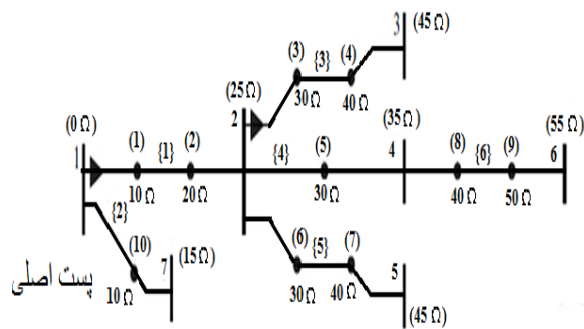 (3) {3} (4) 3 (45 Ω)
30 Ω 40 Ω
(25 Ω)
2
(0 Ω) (35 Ω) (55 Ω)
1 (1) {1} (2) {4} (5) 4 (8) {6} (9) 6
10 Ω 20 Ω 30 Ω 40 Ω 50 Ω
{2}
(10) 7 (15 Ω) (6) {5} (7) 5
پست اصلی
10 Ω 30 Ω 40 Ω (45 Ω)